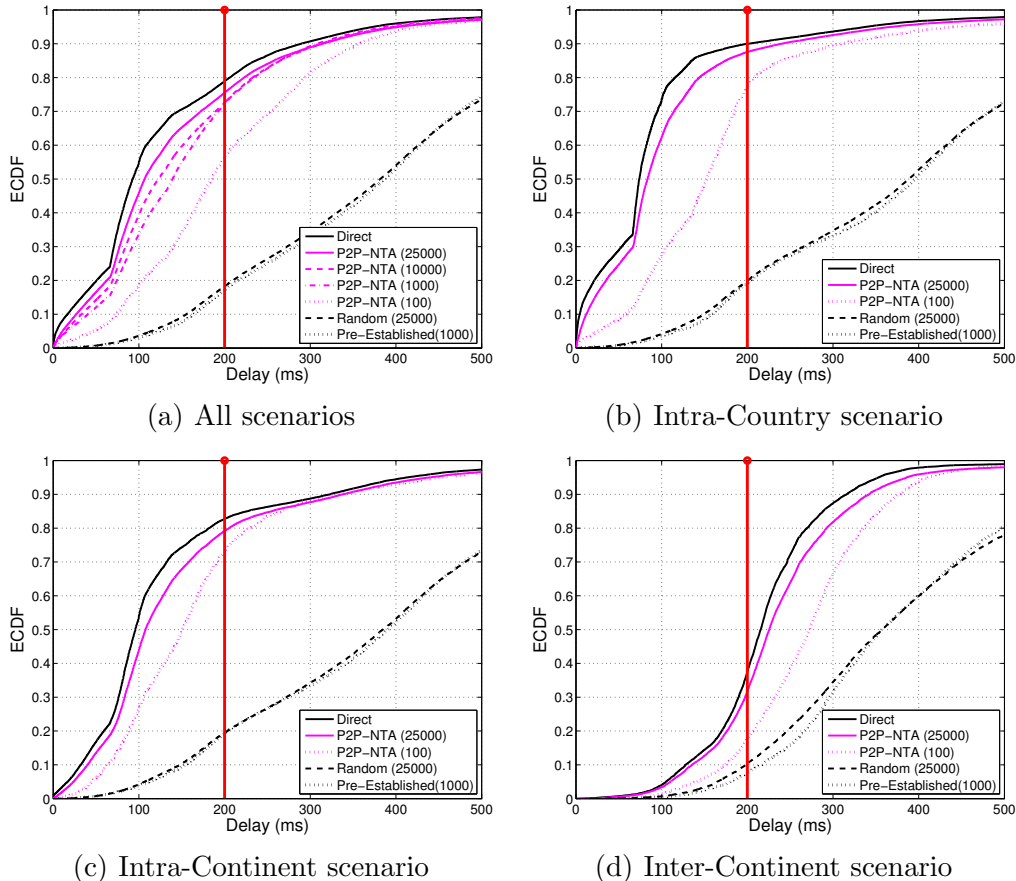 1
0.9
0.8
0.7
0.6
0.5
0.4
0.3
0.2
0.1
0
ECDF
0 100 200 300 400 500
Delay (ms)
Direct
P2P-NTA (25000)
P2P-NTA (10000)
P2P-NTA (1000)
P2P-NTA (100)
Random (25000)
Pre-Established(1000)
(a) All scenarios
1
0.9
0.8
0.7
0.6
0.5
0.4
0.3
0.2
0.1
0
ECDF
0 100 200 300 400 500
Delay (ms)
Direct
P2P-NTA (25000)
P2P-NTA (100)
Random (25000)
Pre-Established(1000)
(b) Intra-Country scenario
1
0.9
0.8
0.7
0.6
0.5
0.4
0.3
0.2
0.1
0
ECDF
0 100 200 300 400 500
Delay (ms)
Direct
P2P-NTA (25000)
P2P-NTA (100)
Random (25000)
Pre-Established(1000)
(c) Intra-Continent scenario
1
0.9
0.8
0.7
0.6
0.5
0.4
0.3
0.2
0.1
0
ECDF
0 100 200 300 400 500
Delay (ms)
Direct
P2P-NTA (25000)
P2P-NTA (100)
Random (25000)
Pre-Established(1000)
(d) Inter-Continent scenario